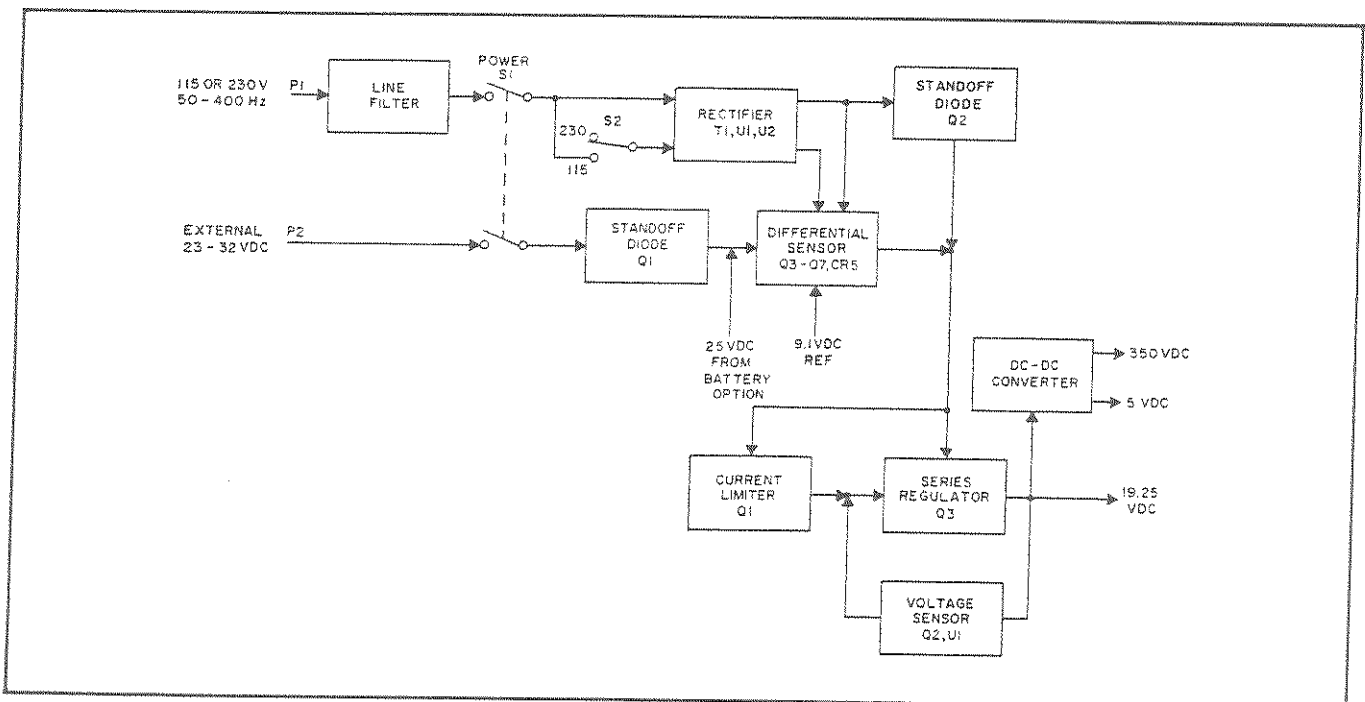 115 OR 230 V
50-400 Hz
P1
LINE
FILTER
POWER
S1
230
S2
115
RECTIFIER
T1,U1,U2
STANDOFF
DIODE
Q2
EXTERNAL
23-32 VDC
P2
STANDOFF
DIODE
Q1
DIFFERENTIAL
SENSOR
Q3-Q7,CR5
25 VDC
FROM
BATTERY
OPTION
9.1VDC
REF
DC-DC
CONVERTER
350 VDC
5 VDC
CURRENT
LIMITER
Q1
SERIES
REGULATOR
Q3
19.25
VDC
VOLTAGE
SENSOR
Q2,U1